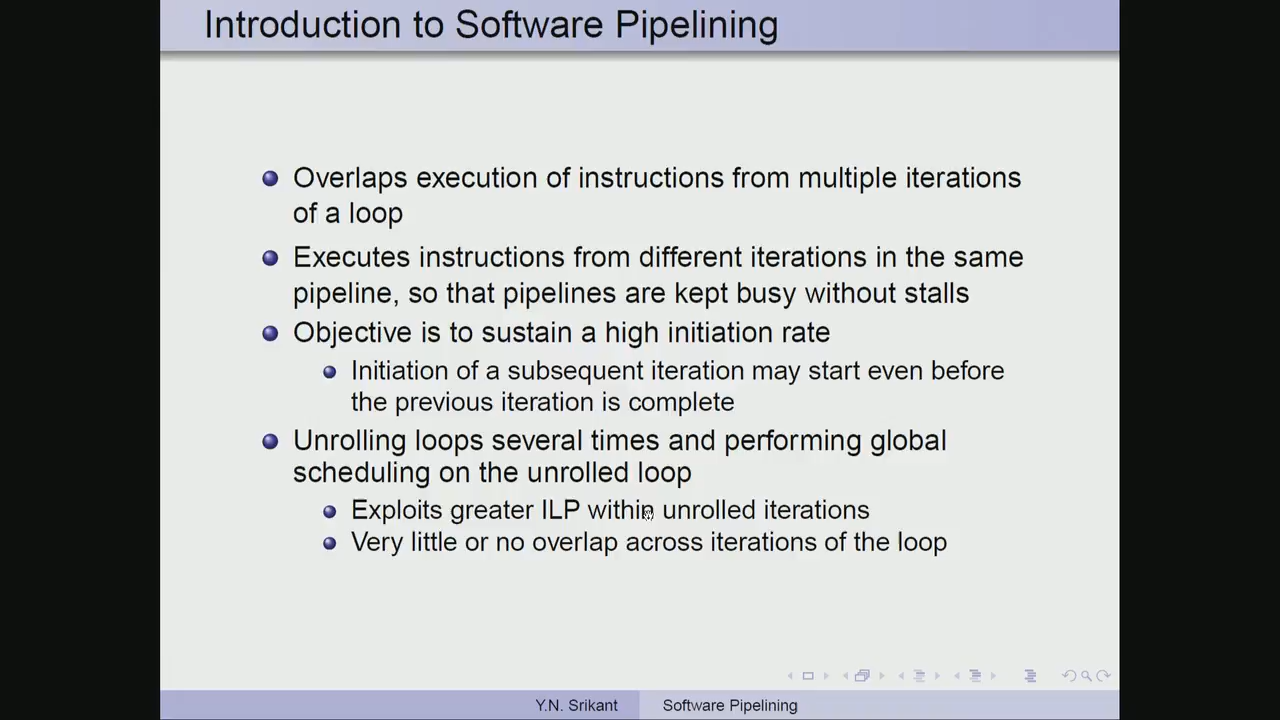 Introduction to Software Pipelining
Overlaps execution of instructions from multiple iterations
of a loop
Executes instructions from different iterations in the same
pipeline, so that pipelines are kept busy without stalls
Objective is to sustain a high initiation rate
Initiation of a subsequent iteration may start even before
the previous iteration is complete
Unrolling loops several times and performing global
scheduling on the unrolled loop
Exploits greater ILP within unrolled iterations
Very little or no overlap across iterations of the loop
Y.N. Srikant
Software Pipelining